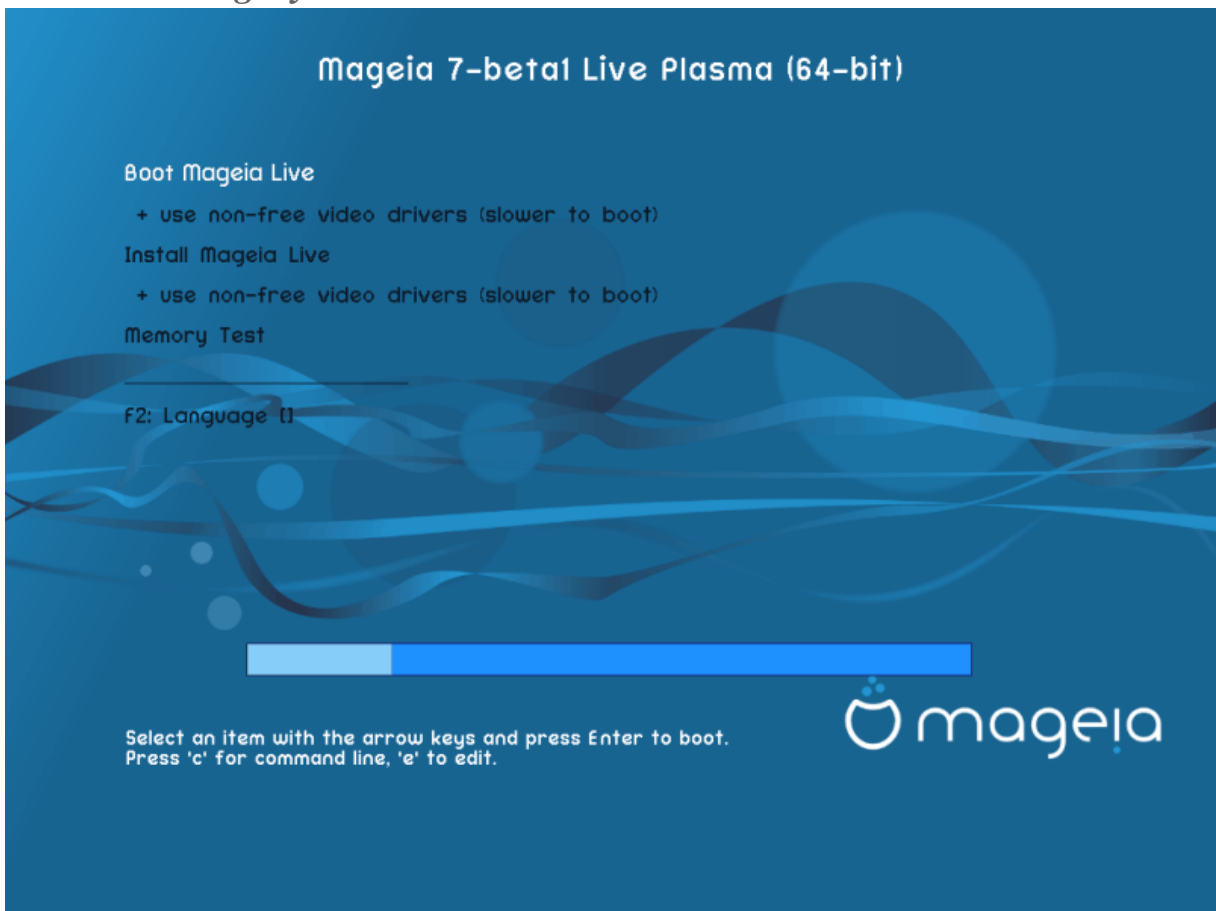 Mageia 7-beta1 Live Plasma (64-bit)
Boot Mageia Live
+ use non-free video drivers (slower to boot)
Install Mageia Live
+ use non-free video drivers (slower to boot)
Memory Test
F2: Language []
mageia
Select an item with the arrow keys and press Enter to boot.
Press 'c' for command line, 'e' to edit.